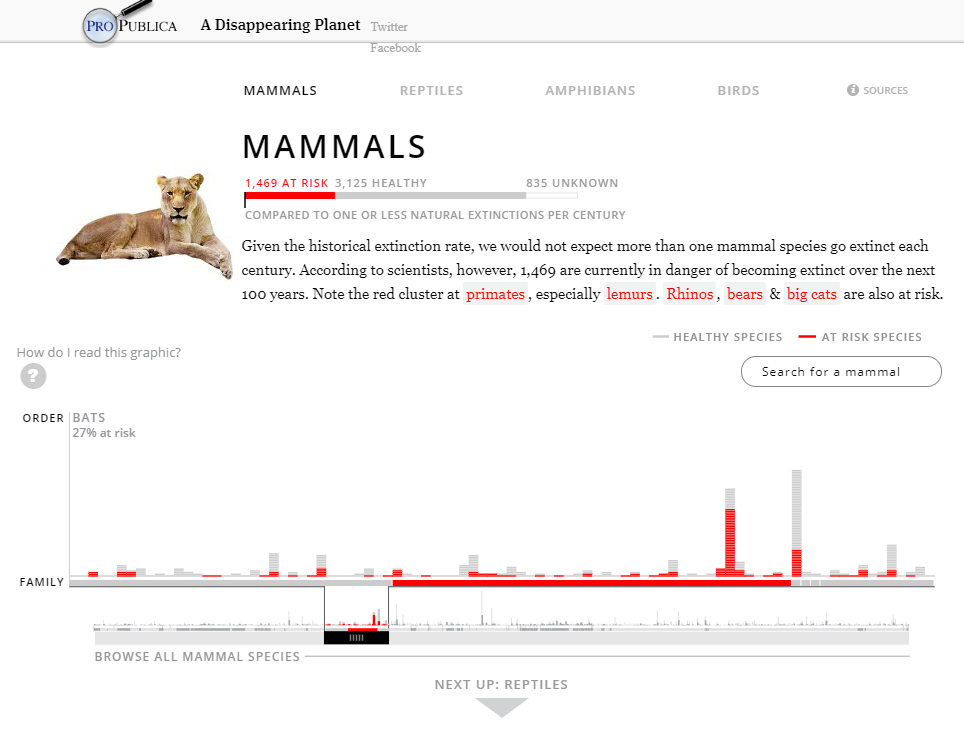 PROPUBLICA
A Disappearing Planet
Twitter
Facebook
MAMMALS
REPTILES
AMPHIBIANS
BIRDS
SOURCES
MAMMALS
1,469 AT RISK 3,125 HEALTHY 835 UNKNOWN
COMPARED TO ONE OR LESS NATURAL EXTINCTIONS PER CENTURY
Given the historical extinction rate, we would not expect more than one mammal species go extinct each
century. According to scientists, however, 1,469 are currently in danger of becoming extinct over the next
100 years. Note the red cluster at primates, especially lemurs. Rhinos, bears & big cats are also at risk.
HEALTHY SPECIES
AT RISK SPECIES
How do I read this graphic?
?
Search for a mammal
ORDER
BATS
27% at risk
FAMILY
BROWSE ALL MAMMAL SPECIES
NEXT UP: REPTILES